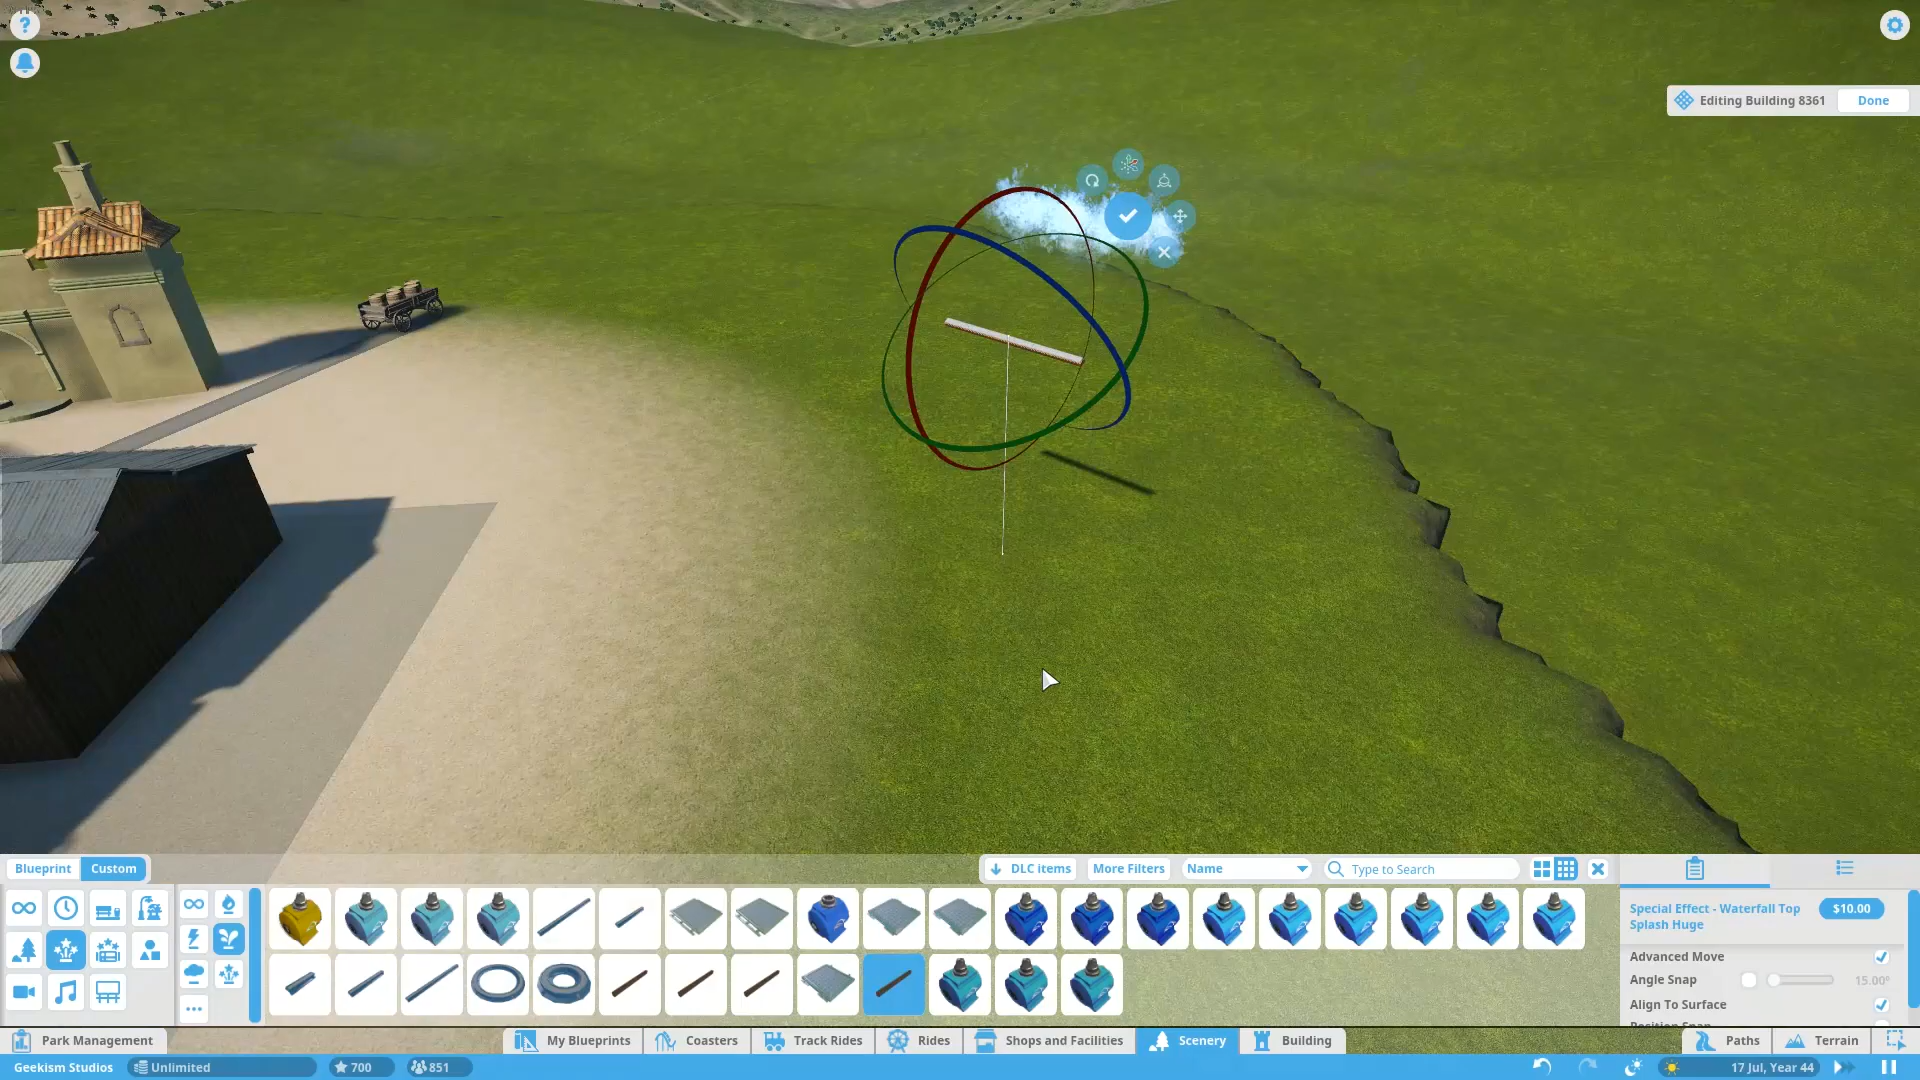 ?
Editing Building 8361
Done
Blueprint
Custom
DLC items
More Filters
Name
Type to Search
Special Effect - Waterfall Top
Splash Huge
$10.00
Advanced Move
Angle Snap
15.00°
Align To Surface
Park Management
My Blueprints
Coasters
Track Rides
Rides
Shops and Facilities
Scenery
Building
Paths
Terrain
Geekism Studios
Unlimited
700
851
17 Jul, Year 44